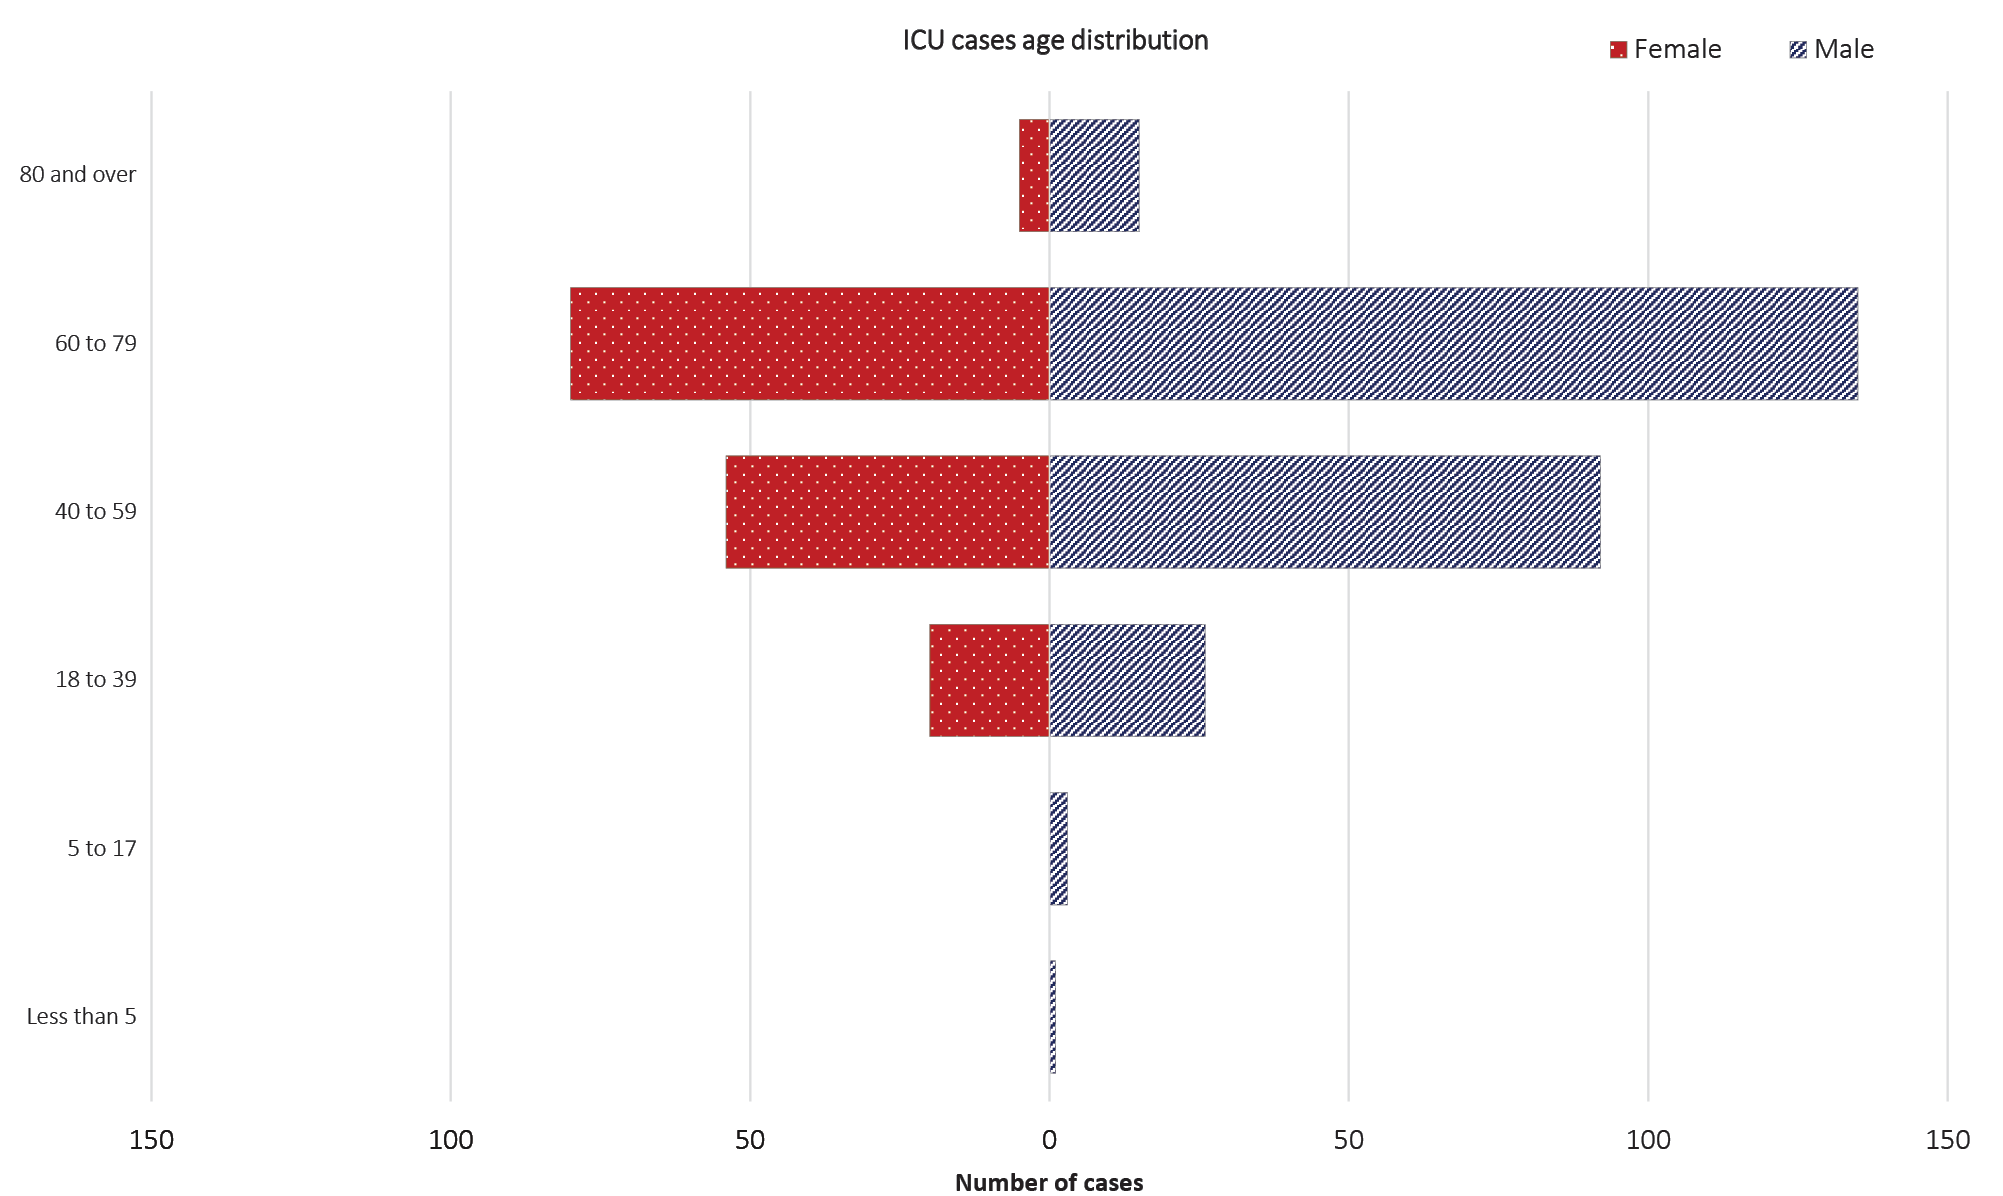 ICU cases age distribution
Female
Male
80 and over
60 to 79
40 to 59
18 to 39
5 to 17
Less than 5
150 100 50 0 50 100 150
Number of cases